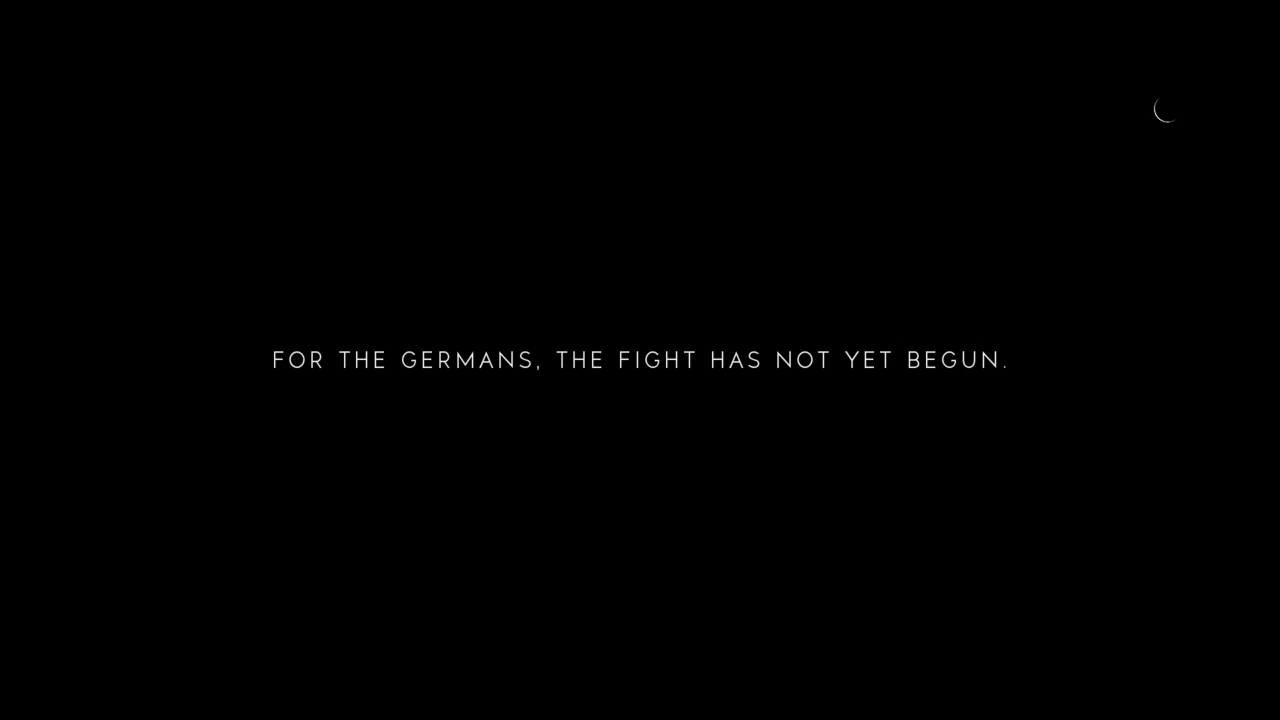 FOR THE GERMANS, THE FIGHT HAS NOT YET BEGUN.